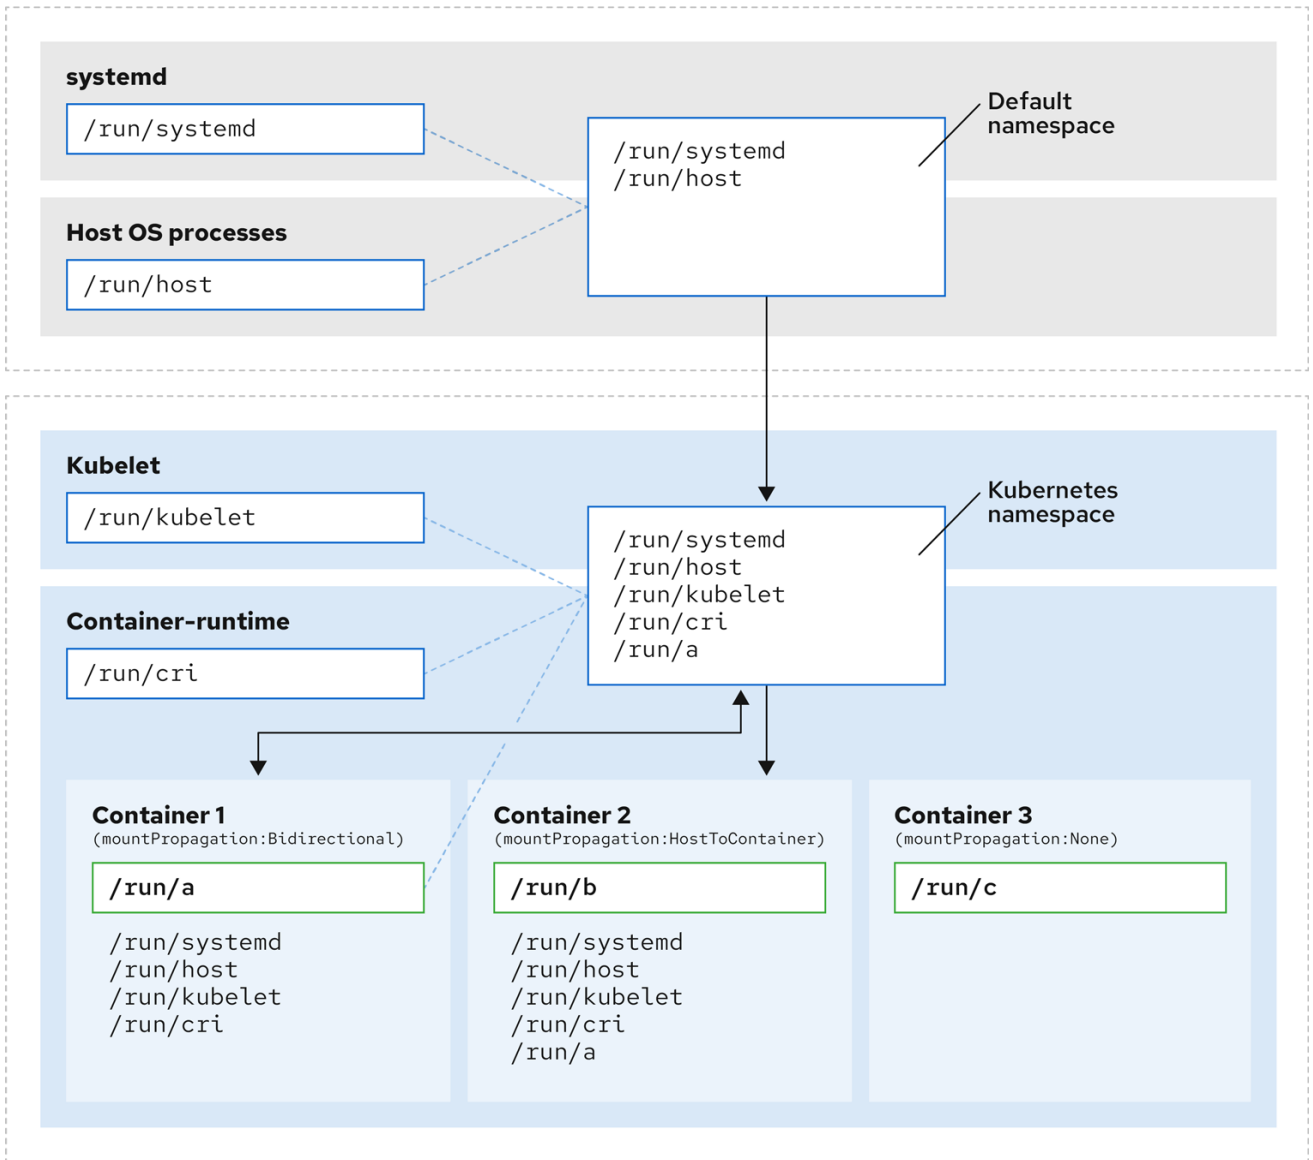 systemd
/run/systemd
Default
namespace
/run/systemd
/run/host
Host OS processes
/run/host
Kubelet
/run/kubelet
Kubernetes
namespace
/run/systemd
/run/host
/run/kubelet
/run/cri
/run/a
Container-runtime
/run/cri
Container 1
(mountPropagation:Bidirectional)
/run/a
/run/systemd
/run/host
/run/kubelet
/run/cri
Container 2
(mountPropagation:HostToContainer)
/run/b
/run/systemd
/run/host
/run/kubelet
/run/cri
/run/a
Container 3
(mountPropagation:None)
/run/c